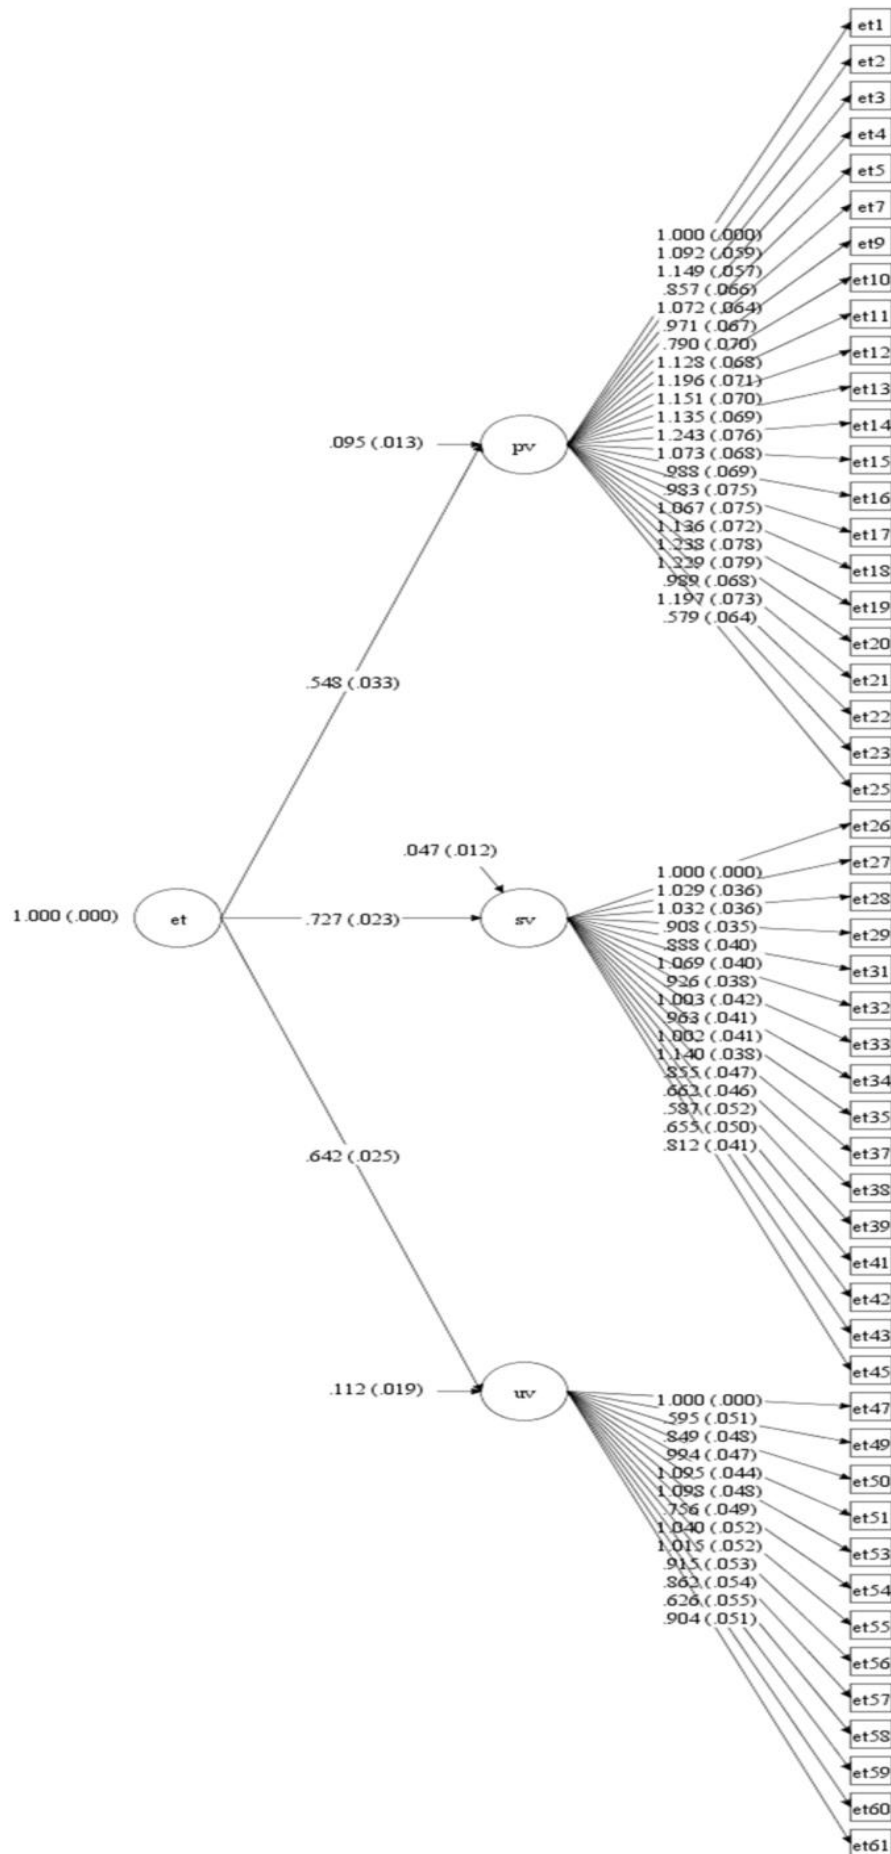 et1
et2
et3
et4
et5
et7
et9
et10
et11
et12
et13
et14
et15
et16
et17
et18
et19
et20
et21
et22
et23
et25
1.000 (.000)
1.092 (.059)
1.149 (.057)
.857 (.066)
1.072 (.064)
.971 (.067)
.790 (.070)
1.128 (.068)
1.196 (.071)
1.151 (.070)
1.135 (.069)
1.243 (.076)
1.073 (.068)
.988 (.069)
.983 (.075)
1.067 (.075)
1.136 (.072)
1.238 (.078)
1.229 (.079)
.989 (.068)
1.197 (.073)
.579 (.064)
.095 (.013)
pv
.548 (.033)
et26
et27
et28
et29
et31
et32
et33
et34
et35
et37
et38
et39
et41
et42
et43
et45
.047 (.012)
1.000 (.000)
1.029 (.036)
1.032 (.036)
.908 (.035)
.888 (.040)
1.069 (.040)
.926 (.038)
1.003 (.042)
.963 (.041)
1.002 (.041)
1.140 (.038)
.855 (.047)
.662 (.046)
.587 (.052)
.655 (.050)
.812 (.041)
1.000 (.000)
et
.727 (.023)
sv
.642 (.025)
.112 (.019)
uv
1.000 (.000)
.595 (.051)
.849 (.048)
.994 (.047)
1.095 (.044)
1.098 (.048)
.756 (.049)
1.040 (.052)
1.015 (.052)
.915 (.053)
.862 (.054)
.626 (.055)
.904 (.051)
et47
et49
et50
et51
et53
et54
et55
et56
et57
et58
et59
et60
et61